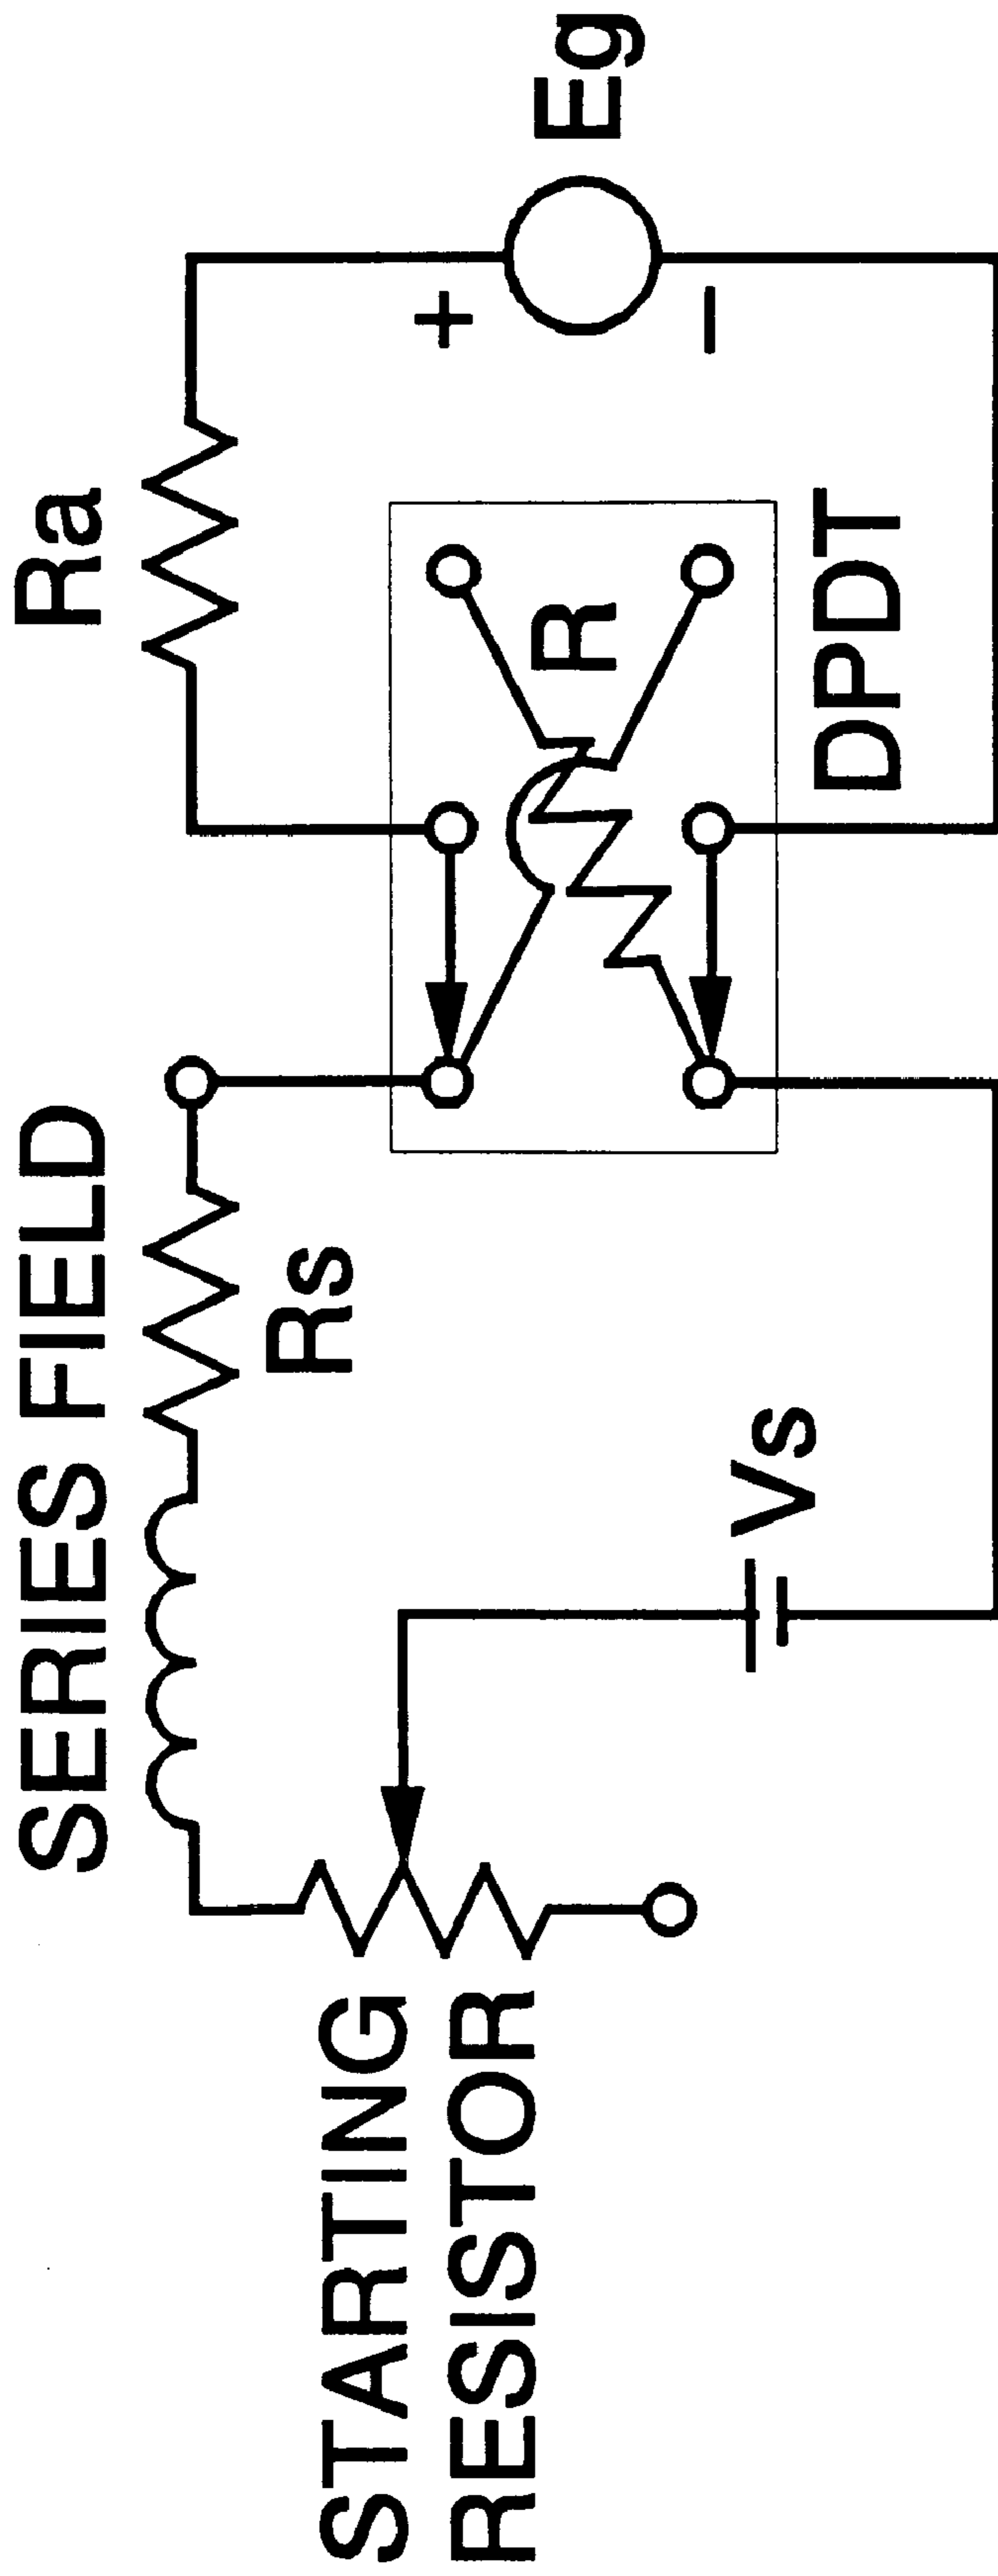 SERIES FIELD
Ra
Rs
STARTING
RESISTOR
R
+
Eg
−
Vs
DPDT